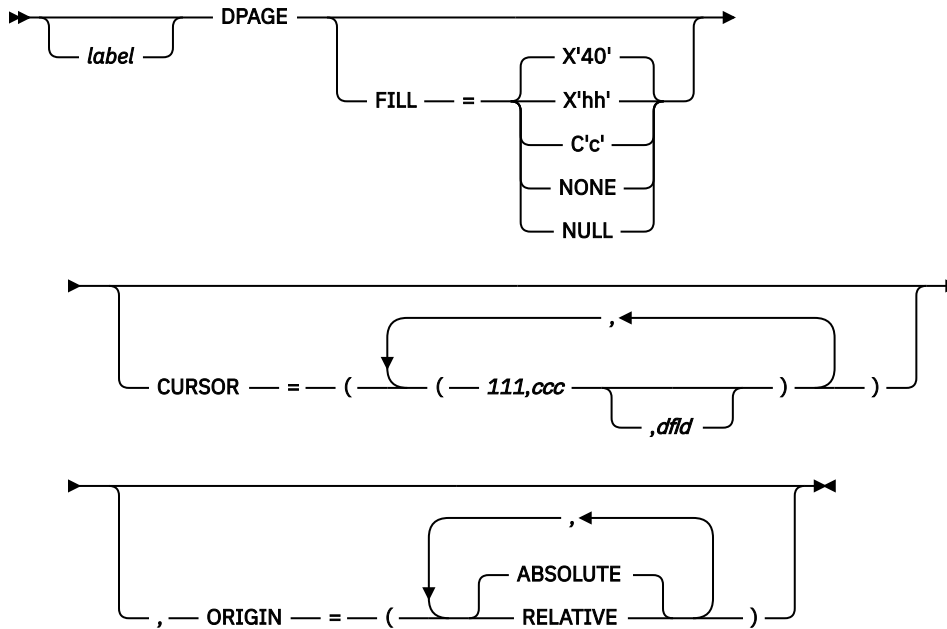 DPAGE
label
X'40'
FILL = X'hh'
C'c'
NONE
NULL
,
CURSOR = ( ( 111,ccc ) )
,dfld
,
ABSOLUTE
, ORIGIN = ( RELATIVE )